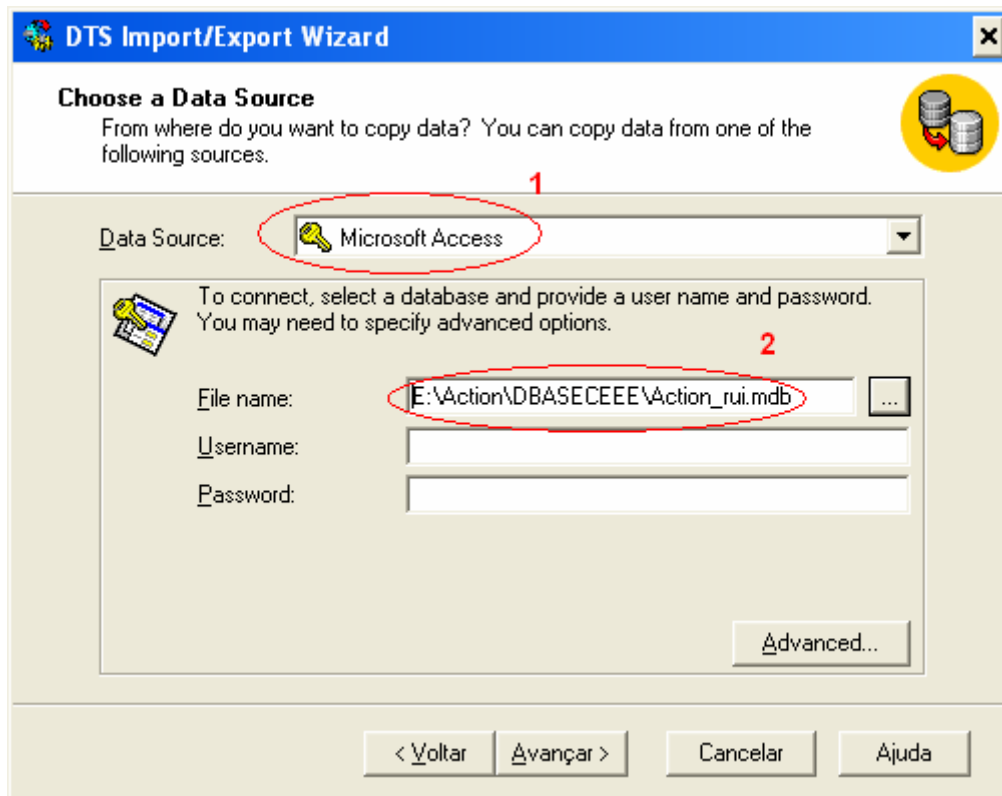 DTS Import/Export Wizard
Choose a Data Source
From where do you want to copy data? You can copy data from one of the
following sources.
1
Data Source:
Microsoft Access
To connect, select a database and provide a user name and password.
You may need to specify advanced options.
2
File name:
E:\Action\DBASECEEE\Action_rui.mdb
...
Username:
Password:
Advanced...
< Voltar
Avançar >
Cancelar
Ajuda